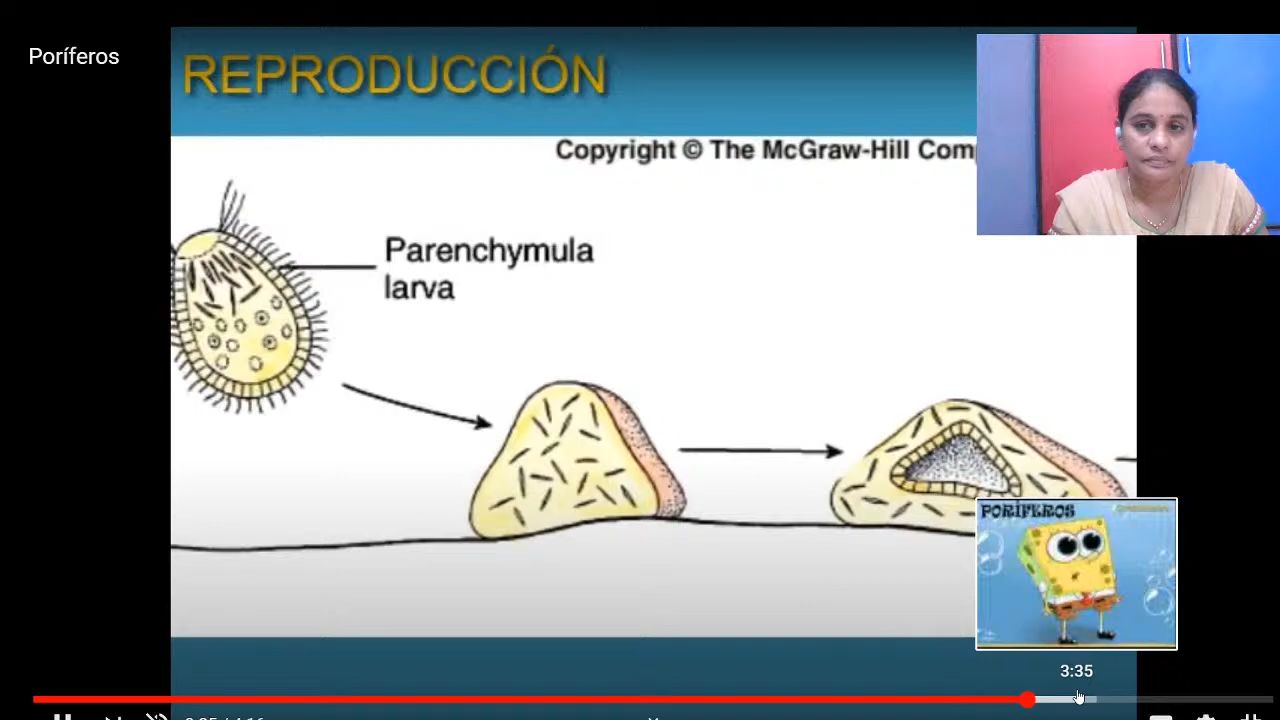 Poríferos
REPRODUCCIÓN
Copyright © The McGraw-Hill Com
Parenchymula
larva
PORÍFEROS
3:35